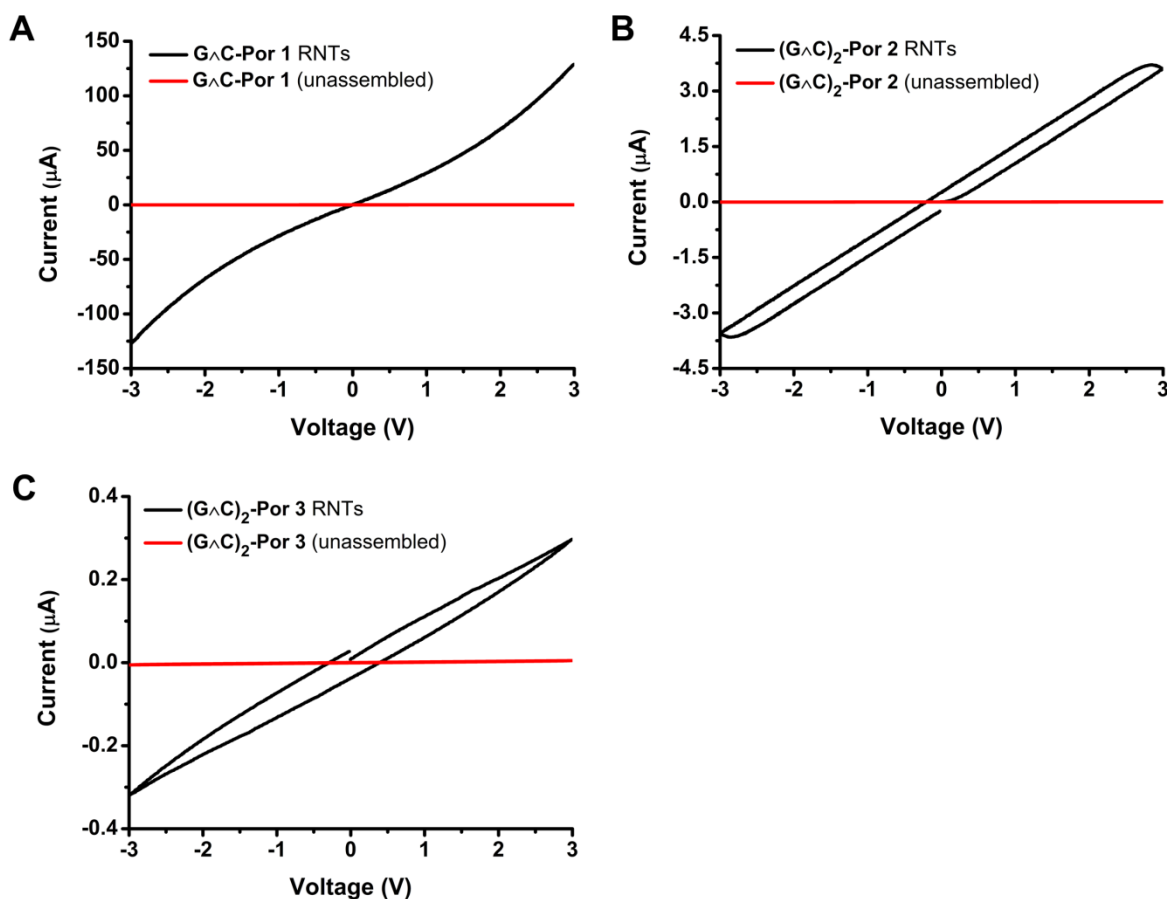 A
150
100
50
0
-50
-100
-150
-3
-2
-1
0
1
2
3
Current (μA)
Voltage (V)
G∧C-Por 1 RNTs
G∧C-Por 1 (unassembled)
B
4.5
3.0
1.5
0.0
-1.5
-3.0
-4.5
-3
-2
-1
0
1
2
3
Current (μA)
Voltage (V)
(G∧C)₂-Por 2 RNTs
(G∧C)₂-Por 2 (unassembled)
C
0.4
0.2
0.0
-0.2
-0.4
-3
-2
-1
0
1
2
3
Current (μA)
Voltage (V)
(G∧C)₂-Por 3 RNTs
(G∧C)₂-Por 3 (unassembled)